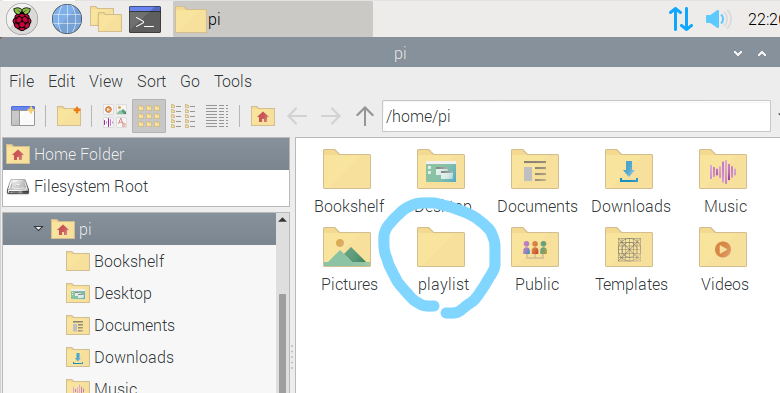 pi
22:26
pi
File Edit View Sort Go Tools
/home/pi
Home Folder
Filesystem Root
pi
Bookshelf
Desktop
Documents
Downloads
Music
Bookshelf Desktop Documents Downloads Music
Pictures playlist Public Templates Videos